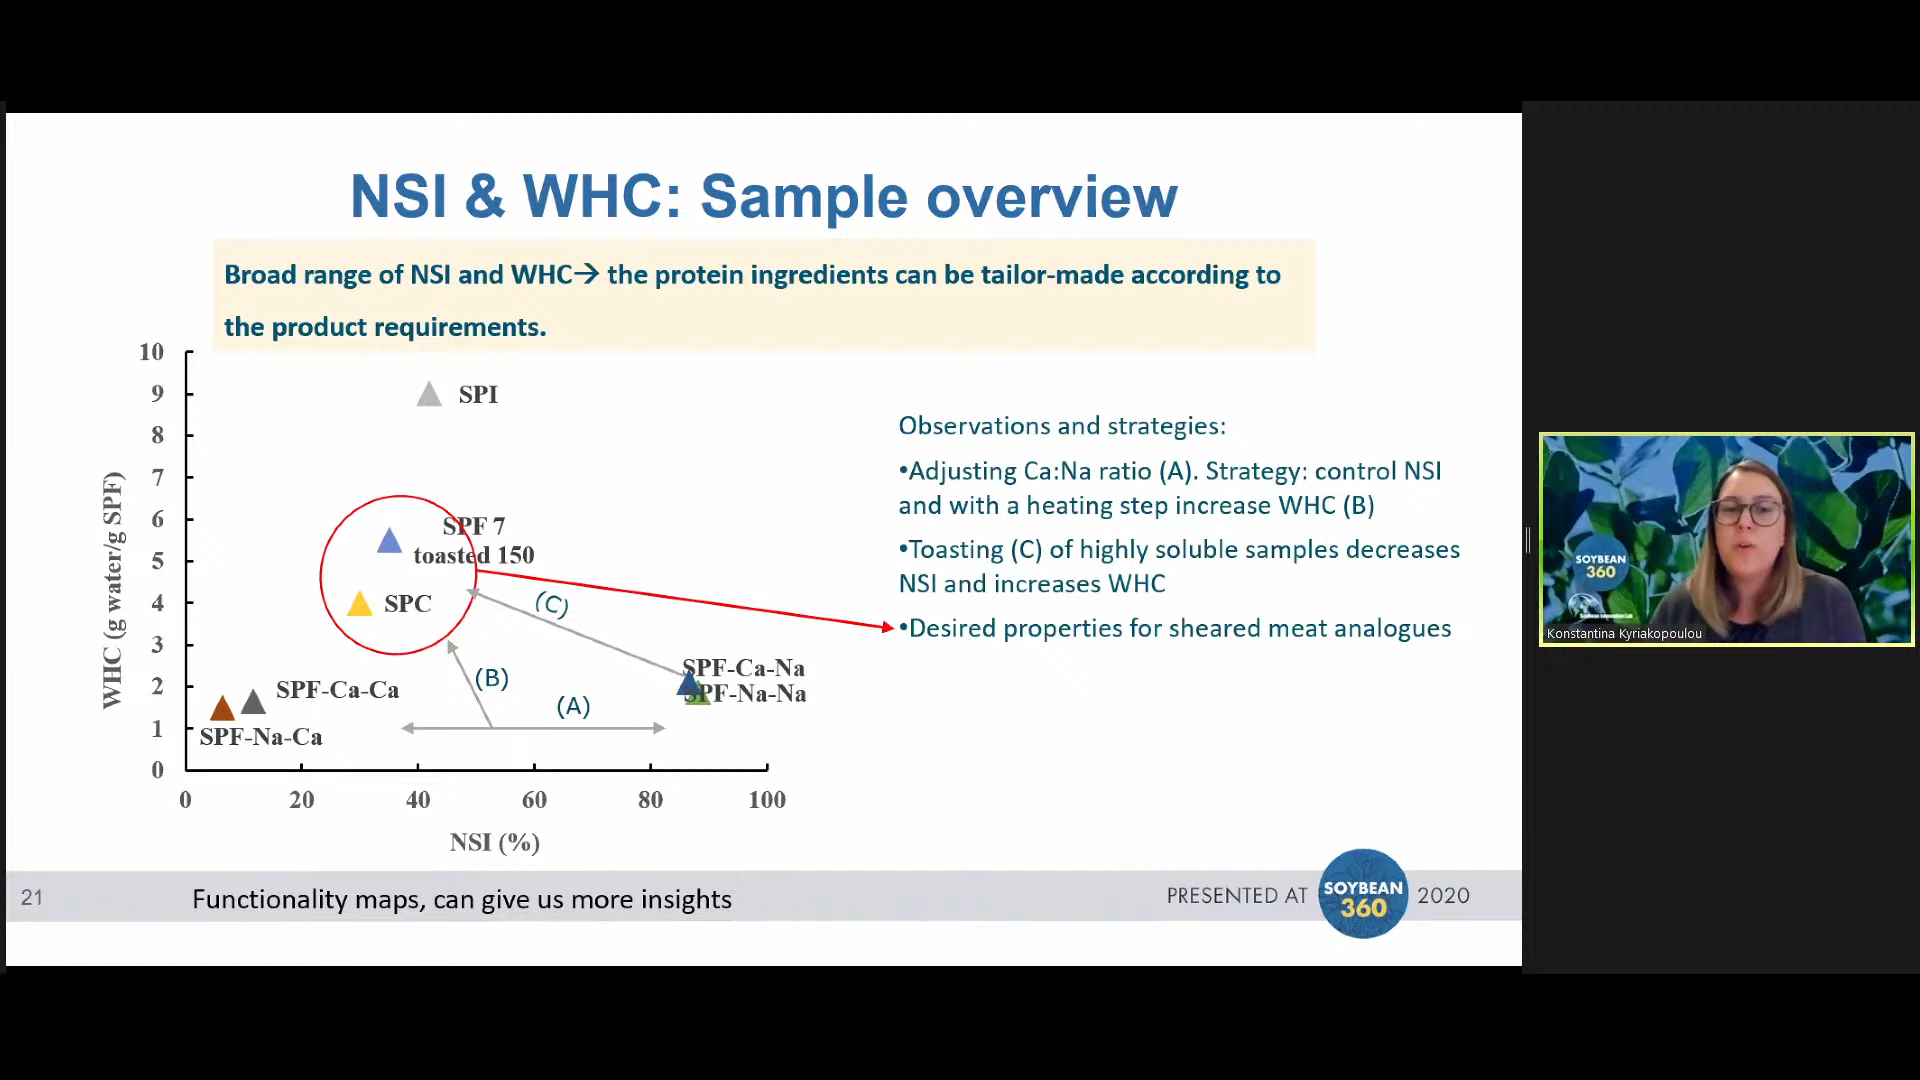 NSI & WHC: Sample overview
Broad range of NSI and WHC→ the protein ingredients can be tailor-made according to
the product requirements.
10
9
8
7
6
5
4
3
2
1
0
WHC (g water/g SPF)
SPI
SPF 7
toasted 150
SPC
(C)
(B)
(A)
SPF-Ca-Na
SPF-Na-Na
SPF-Ca-Ca
SPF-Na-Ca
0 20 40 60 80 100
NSI (%)
Observations and strategies:
•Adjusting Ca:Na ratio (A). Strategy: control NSI
and with a heating step increase WHC (B)
•Toasting (C) of highly soluble samples decreases
NSI and increases WHC
•Desired properties for sheared meat analogues
21
Functionality maps, can give us more insights
PRESENTED AT
SOYBEAN
360
2020
SOYBEAN
360
Soybean Innovation Lab
Konstantina Kyriakopoulou